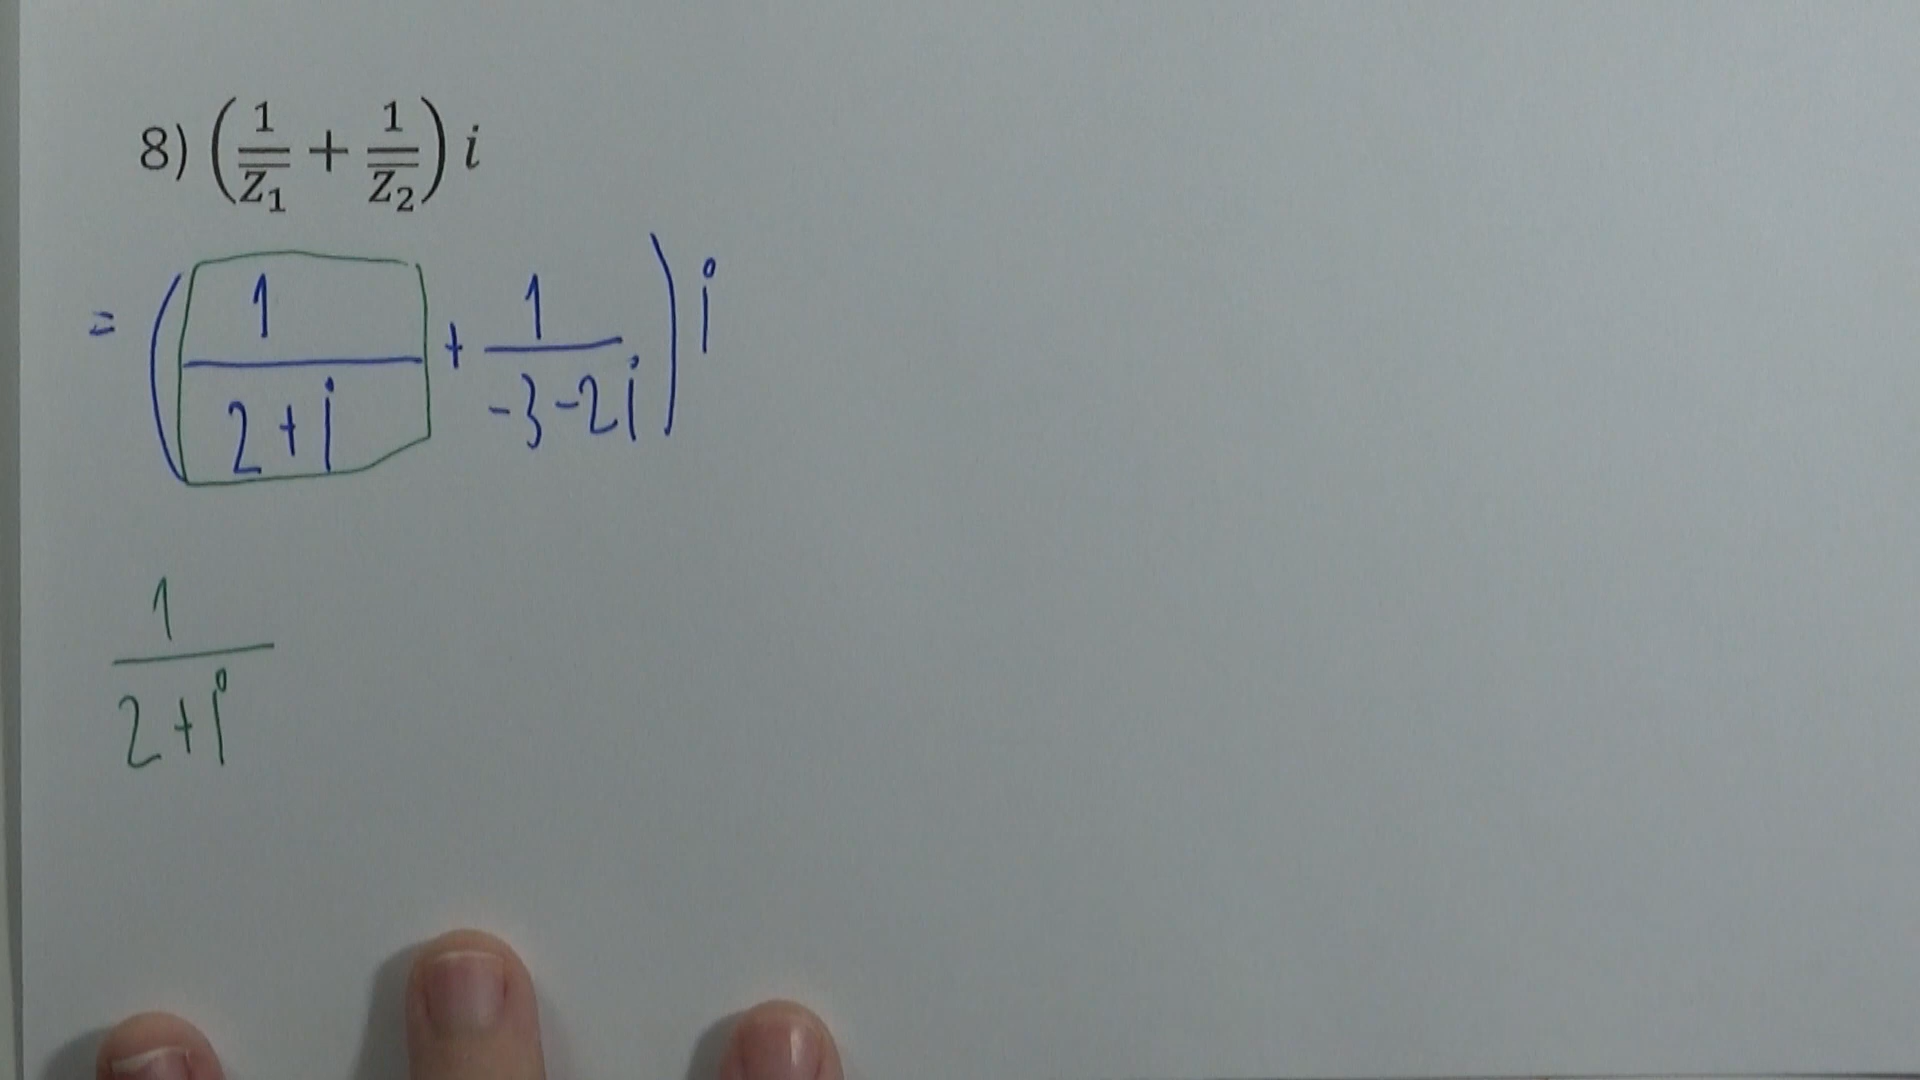 8) (1/z̅₁ + 1/z̅₂) i
= (1/(2+i) + 1/(-3-2i)) i
1/(2+i)